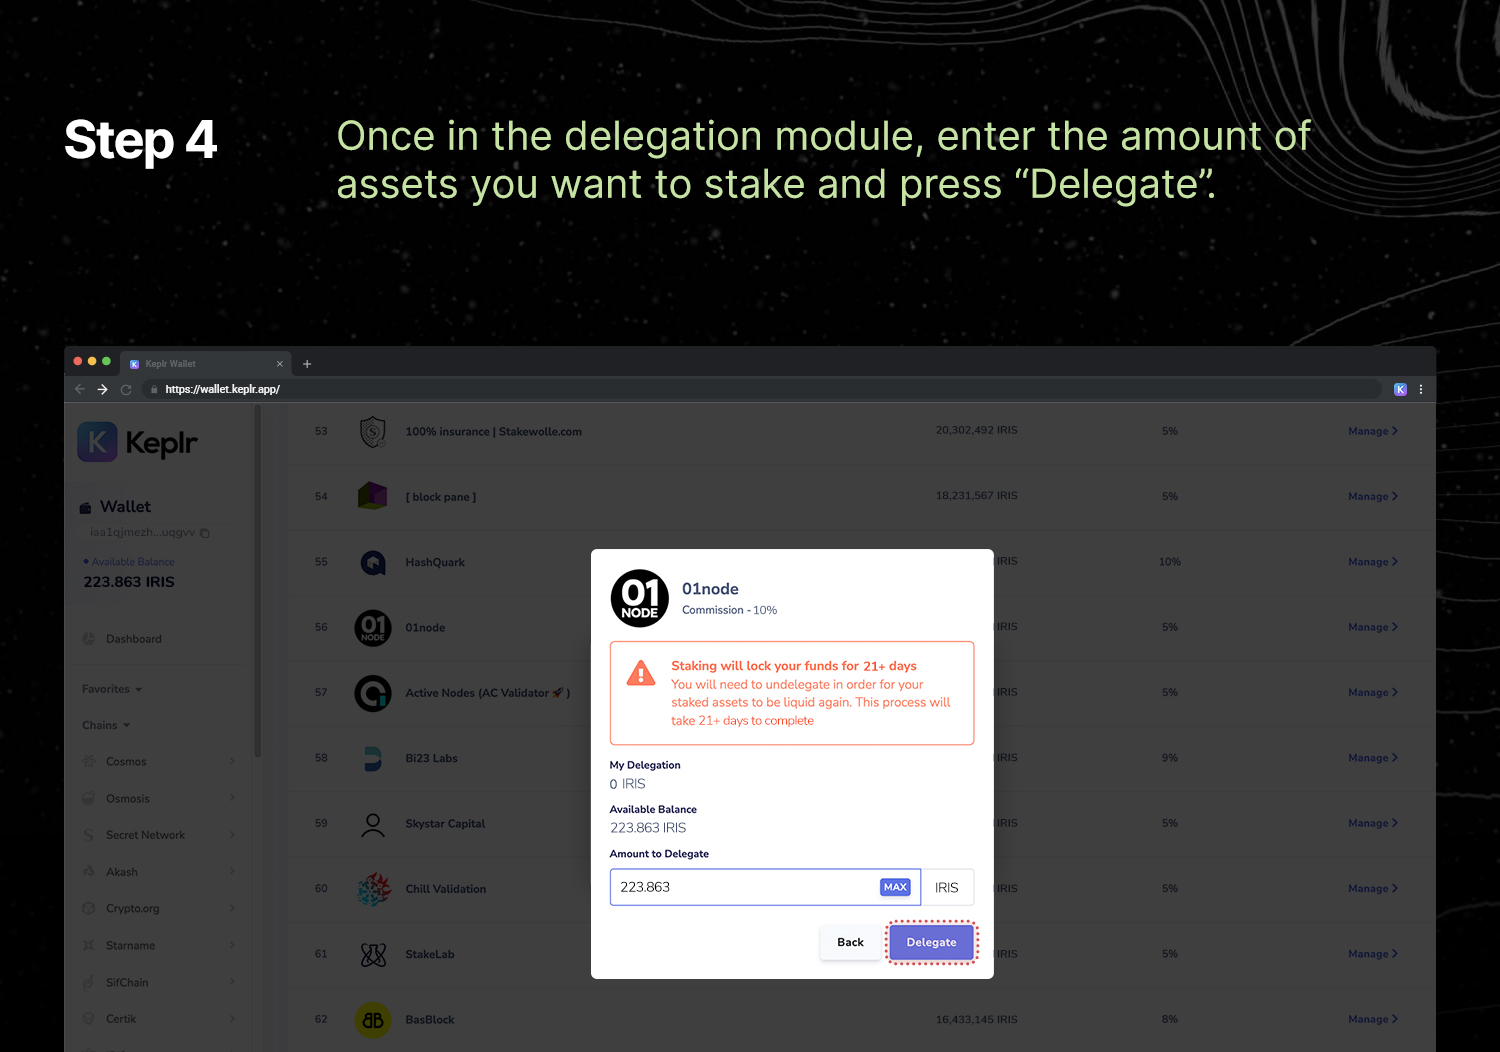 Step 4
Once in the delegation module, enter the amount of
assets you want to stake and press “Delegate”.
Keplr Wallet
https://wallet.keplr.app/
K
K Keplr
Wallet
iaa1qjmezh...uqgvv
Available Balance
223.863 IRIS
Dashboard
Favorites
Chains
Cosmos
Osmosis
Secret Network
Akash
Crypto.org
Starname
SifChain
Certik
53 100% insurance | Stakewolle.com 20,302,492 IRIS 5% Manage
54 [ block pane ] 18,231,567 IRIS 5% Manage
55 HashQuark IRIS 10% Manage
56 01 NODE 01node IRIS 5% Manage
57 Active Nodes (AC Validator 🚀) IRIS 5% Manage
58 Bi23 Labs IRIS 9% Manage
59 Skystar Capital IRIS 5% Manage
60 Chill Validation IRIS 5% Manage
61 StakeLab IRIS 5% Manage
62 BB BasBlock 16,433,145 IRIS 8% Manage
01
NODE
01node
Commission - 10%
Staking will lock your funds for 21+ days
You will need to undelegate in order for your
staked assets to be liquid again. This process will
take 21+ days to complete
My Delegation
0 IRIS
Available Balance
223.863 IRIS
Amount to Delegate
223.863 MAX IRIS
Back Delegate